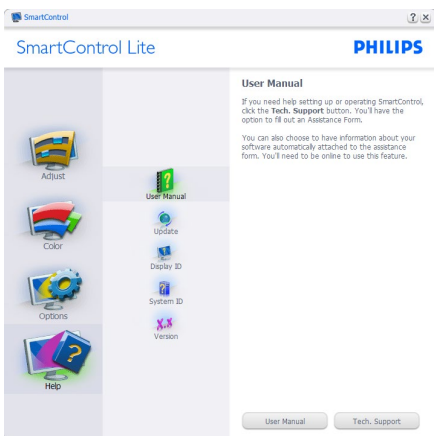 SmartControl
? X
SmartControl Lite
PHILIPS
Adjust
Color
Options
Help
User Manual
Update
Display ID
System ID
X.X
Version
User Manual
If you need help setting up or operating SmartControl,
click the Tech. Support button. You'll have the
option to fill out an Assistance Form.
You can also choose to have information about your
software automatically attached to the assistance
form. You'll need to be online to use this feature.
User Manual
Tech. Support